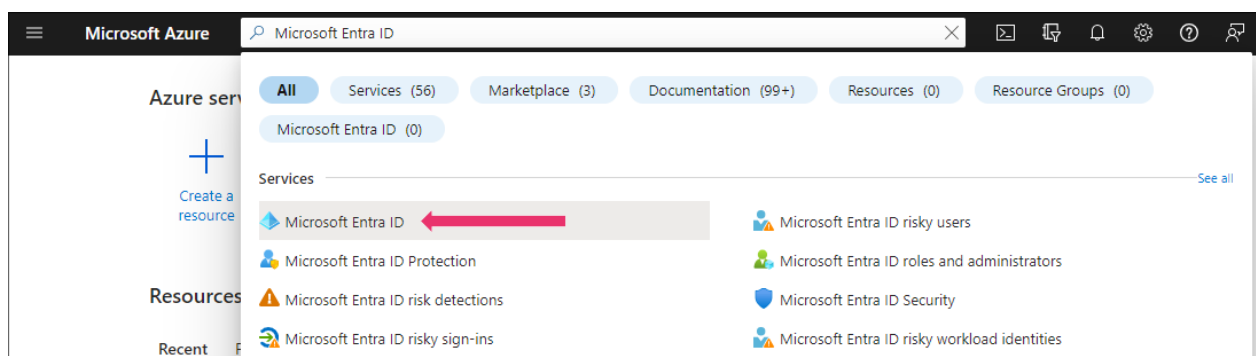 Microsoft Azure
Microsoft Entra ID
Azure serv
All
Services (56)
Marketplace (3)
Documentation (99+)
Resources (0)
Resource Groups (0)
Microsoft Entra ID (0)
Create a
resource
Services
See all
Microsoft Entra ID
Microsoft Entra ID risky users
Microsoft Entra ID Protection
Microsoft Entra ID roles and administrators
Resources
Microsoft Entra ID risk detections
Microsoft Entra ID Security
Microsoft Entra ID risky sign-ins
Microsoft Entra ID risky workload identities
Recent